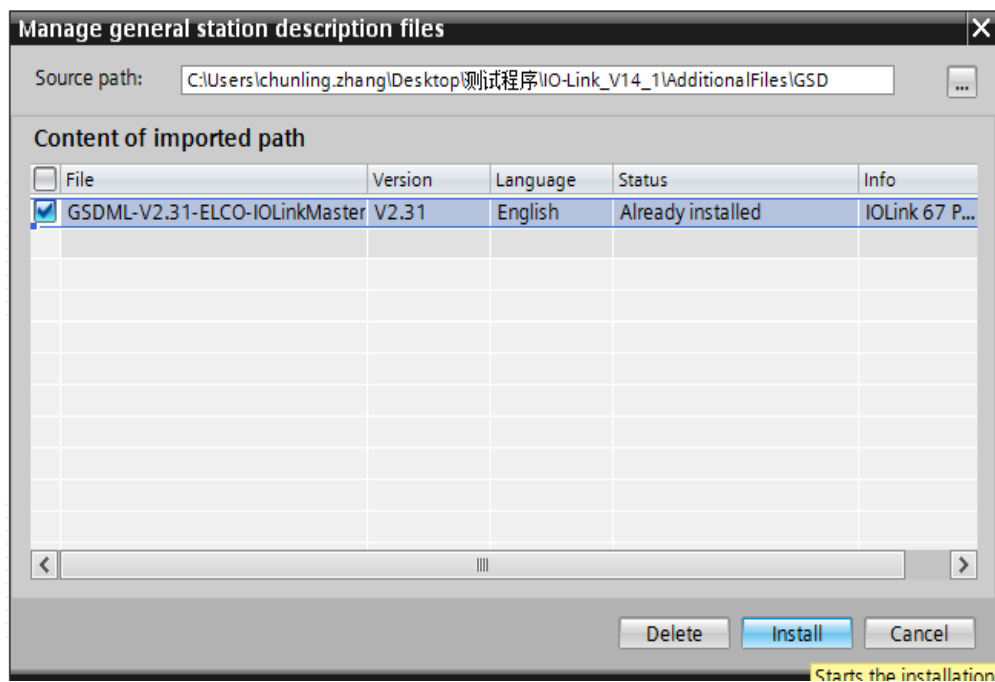 Manage general station description files
Source path: C:\Users\chunling.zhang\Desktop\测试程序\IO-Link_V14_1\AdditionalFiles\GSD ...
Content of imported path
File Version Language Status Info
GSDML-V2.31-ELCO-IOLinkMaster V2.31 English Already installed IOLink 67 P...
Delete Install Cancel
Starts the installation